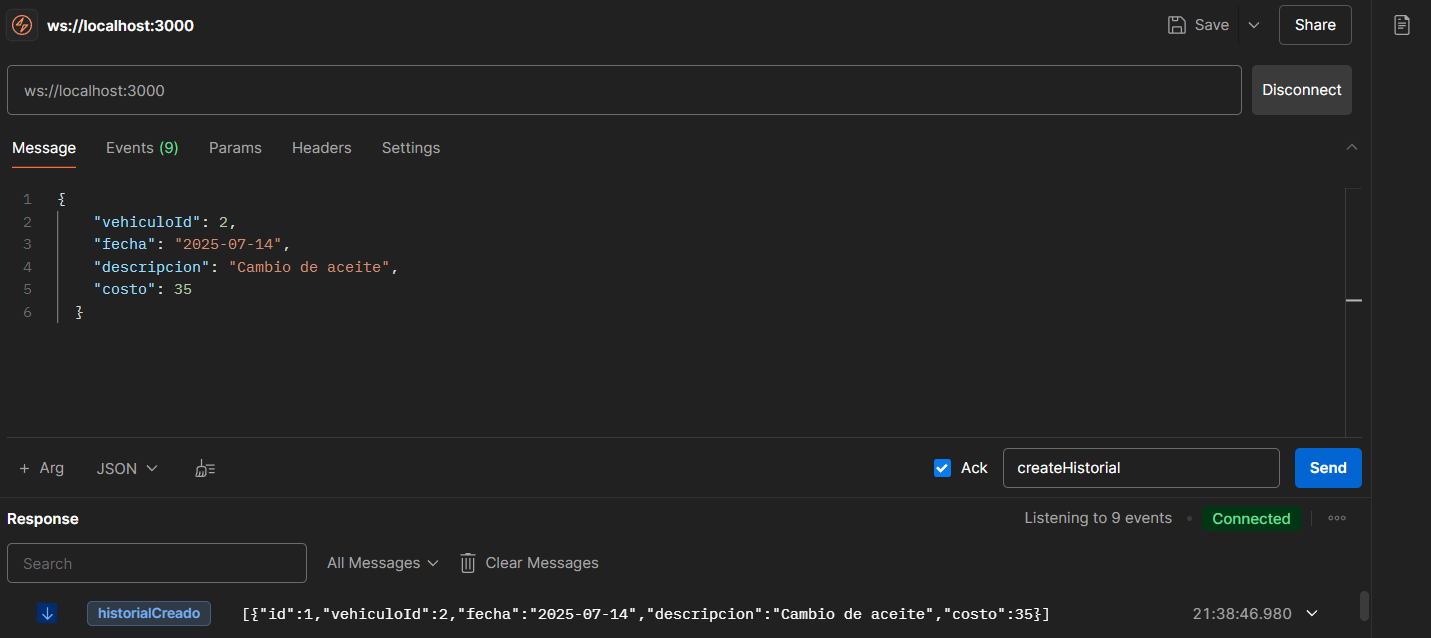 ws://localhost:3000
Save
Share
ws://localhost:3000
Disconnect
Message Events (9) Params Headers Settings
1 {
2 "vehiculoId": 2,
3 "fecha": "2025-07-14",
4 "descripcion": "Cambio de aceite",
5 "costo": 35
6 }
+ Arg JSON Ack createHistorial Send
Response Listening to 9 events • Connected
Search All Messages Clear Messages
historialCreado [{"id":1,"vehiculoId":2,"fecha":"2025-07-14","descripcion":"Cambio de aceite","costo":35}] 21:38:46.980